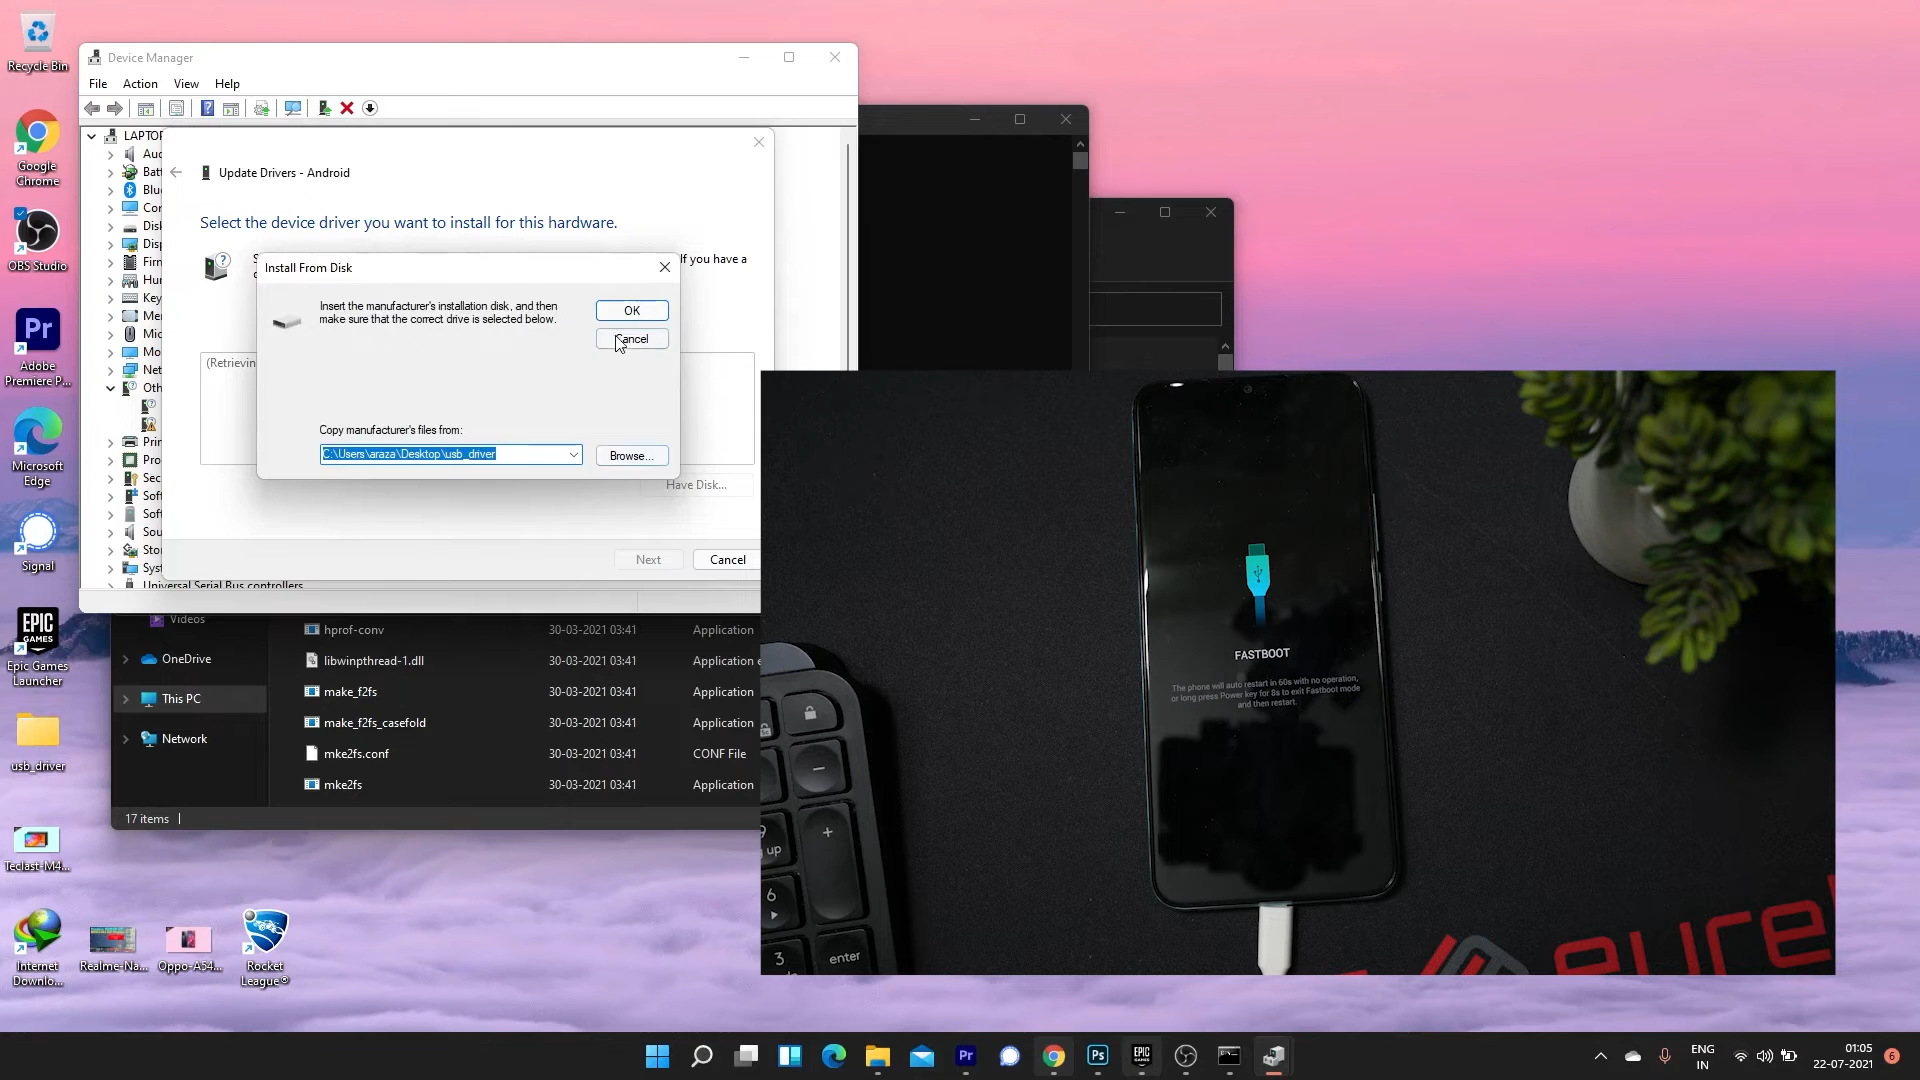 Recycle Bin
Google
Chrome
OBS Studio
Adobe
Premiere P...
Microsoft
Edge
Signal
EPIC
GAMES
Epic Games
Launcher
usb_driver
Teclast-M4...
Internet
Downlo...
Realme-Na...
Oppo-A54...
Rocket
League®
Device Manager
File Action View Help
LAPTOP
Update Drivers - Android
Select the device driver you want to install for this hardware.
If you have a
(Retrievin
Install From Disk
Insert the manufacturer's installation disk, and then
make sure that the correct drive is selected below.
OK
Cancel
Copy manufacturer's files from:
C:\Users\araza\Desktop\usb_driver
Browse...
Have Disk...
Next
Cancel
Universal Serial Bus controllers
Videos
OneDrive
This PC
Network
hprof-conv 30-03-2021 03:41 Application
libwinpthread-1.dll 30-03-2021 03:41 Application e
make_f2fs 30-03-2021 03:41 Application
make_f2fs_casefold 30-03-2021 03:41 Application
mke2fs.conf 30-03-2021 03:41 CONF File
mke2fs 30-03-2021 03:41 Application
17 items
FASTBOOT
The phone will auto restart in 60s with no operation,
or long press Power key for 8s to exit Fastboot mode
and then restart.
up
6
3
enter
Pr
Ps
ENG
IN
01:05
22-07-2021
6